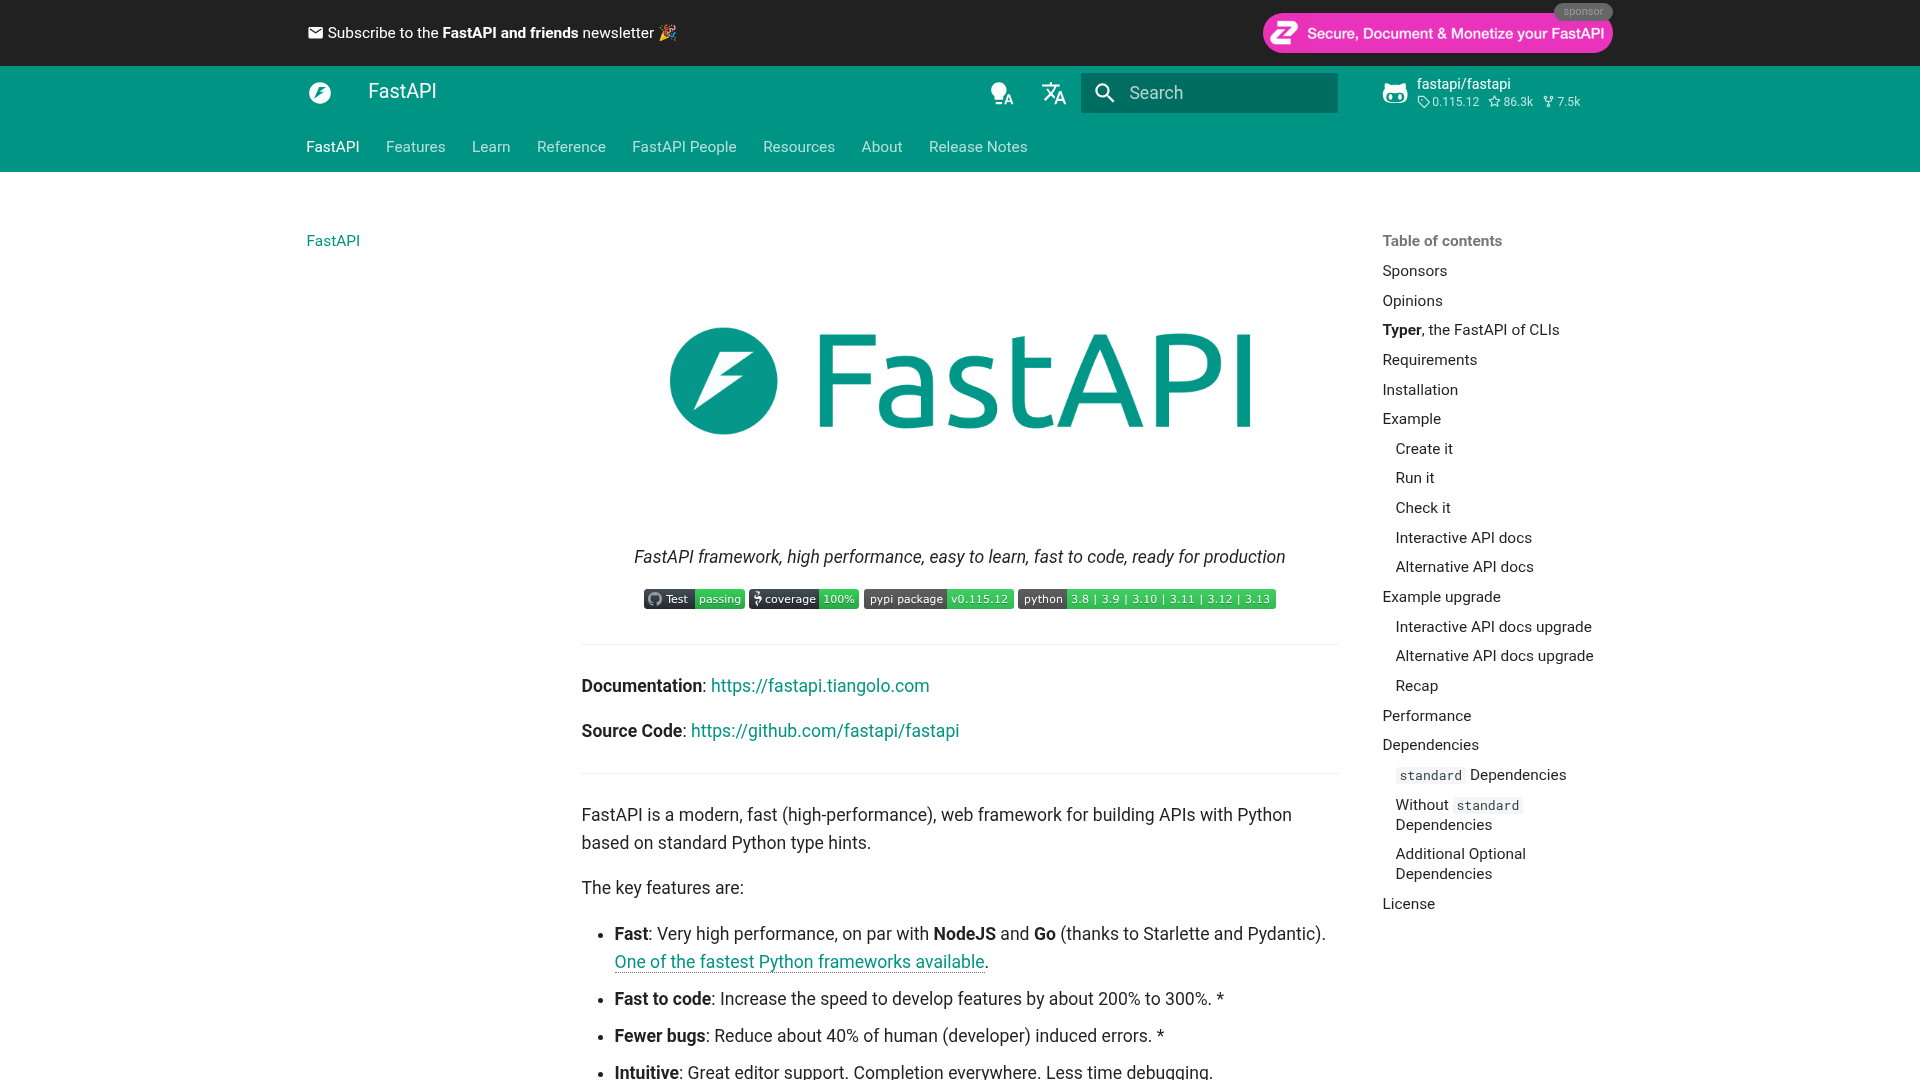 Subscribe to the FastAPI and friends newsletter 🎉
sponsor
Secure, Document & Monetize your FastAPI
FastAPI
Search
fastapi/fastapi
0.115.12 86.3k 7.5k
FastAPI Features Learn Reference FastAPI People Resources About Release Notes
FastAPI
FastAPI
FastAPI framework, high performance, easy to learn, fast to code, ready for production
Test passing coverage 100% pypi package v0.115.12 python 3.8 | 3.9 | 3.10 | 3.11 | 3.12 | 3.13
Documentation: https://fastapi.tiangolo.com
Source Code: https://github.com/fastapi/fastapi
FastAPI is a modern, fast (high-performance), web framework for building APIs with Python
based on standard Python type hints.
The key features are:
Fast: Very high performance, on par with NodeJS and Go (thanks to Starlette and Pydantic).
One of the fastest Python frameworks available.
Fast to code: Increase the speed to develop features by about 200% to 300%. *
Fewer bugs: Reduce about 40% of human (developer) induced errors. *
Intuitive: Great editor support. Completion everywhere. Less time debugging.
Table of contents
Sponsors
Opinions
Typer, the FastAPI of CLIs
Requirements
Installation
Example
Create it
Run it
Check it
Interactive API docs
Alternative API docs
Example upgrade
Interactive API docs upgrade
Alternative API docs upgrade
Recap
Performance
Dependencies
standard Dependencies
Without standard
Dependencies
Additional Optional
Dependencies
License